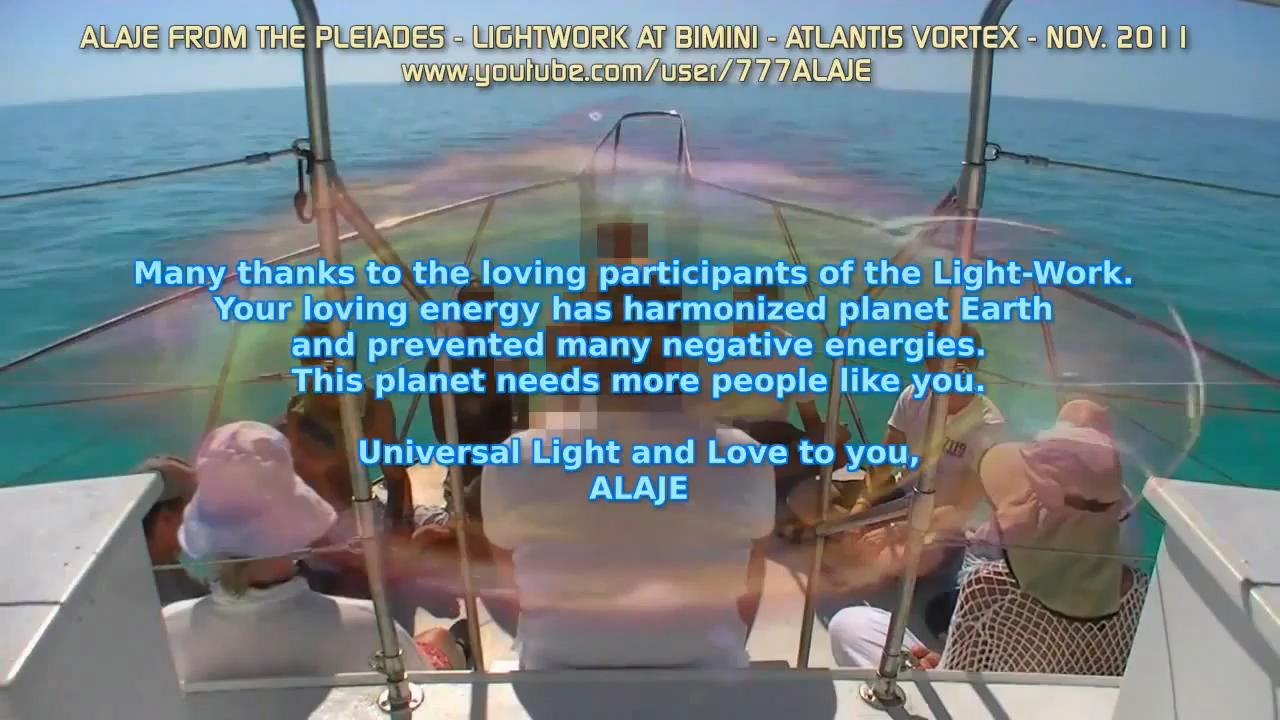 ALAJE FROM THE PLEIADES - LIGHTWORK AT BIMINI - ATLANTIS VORTEX - NOV. 2011
www.youtube.com/user/777ALAJE
Many thanks to the loving participants of the Light-Work.
Your loving energy has harmonized planet Earth
and prevented many negative energies.
This planet needs more people like you.
Universal Light and Love to you,
ALAJE